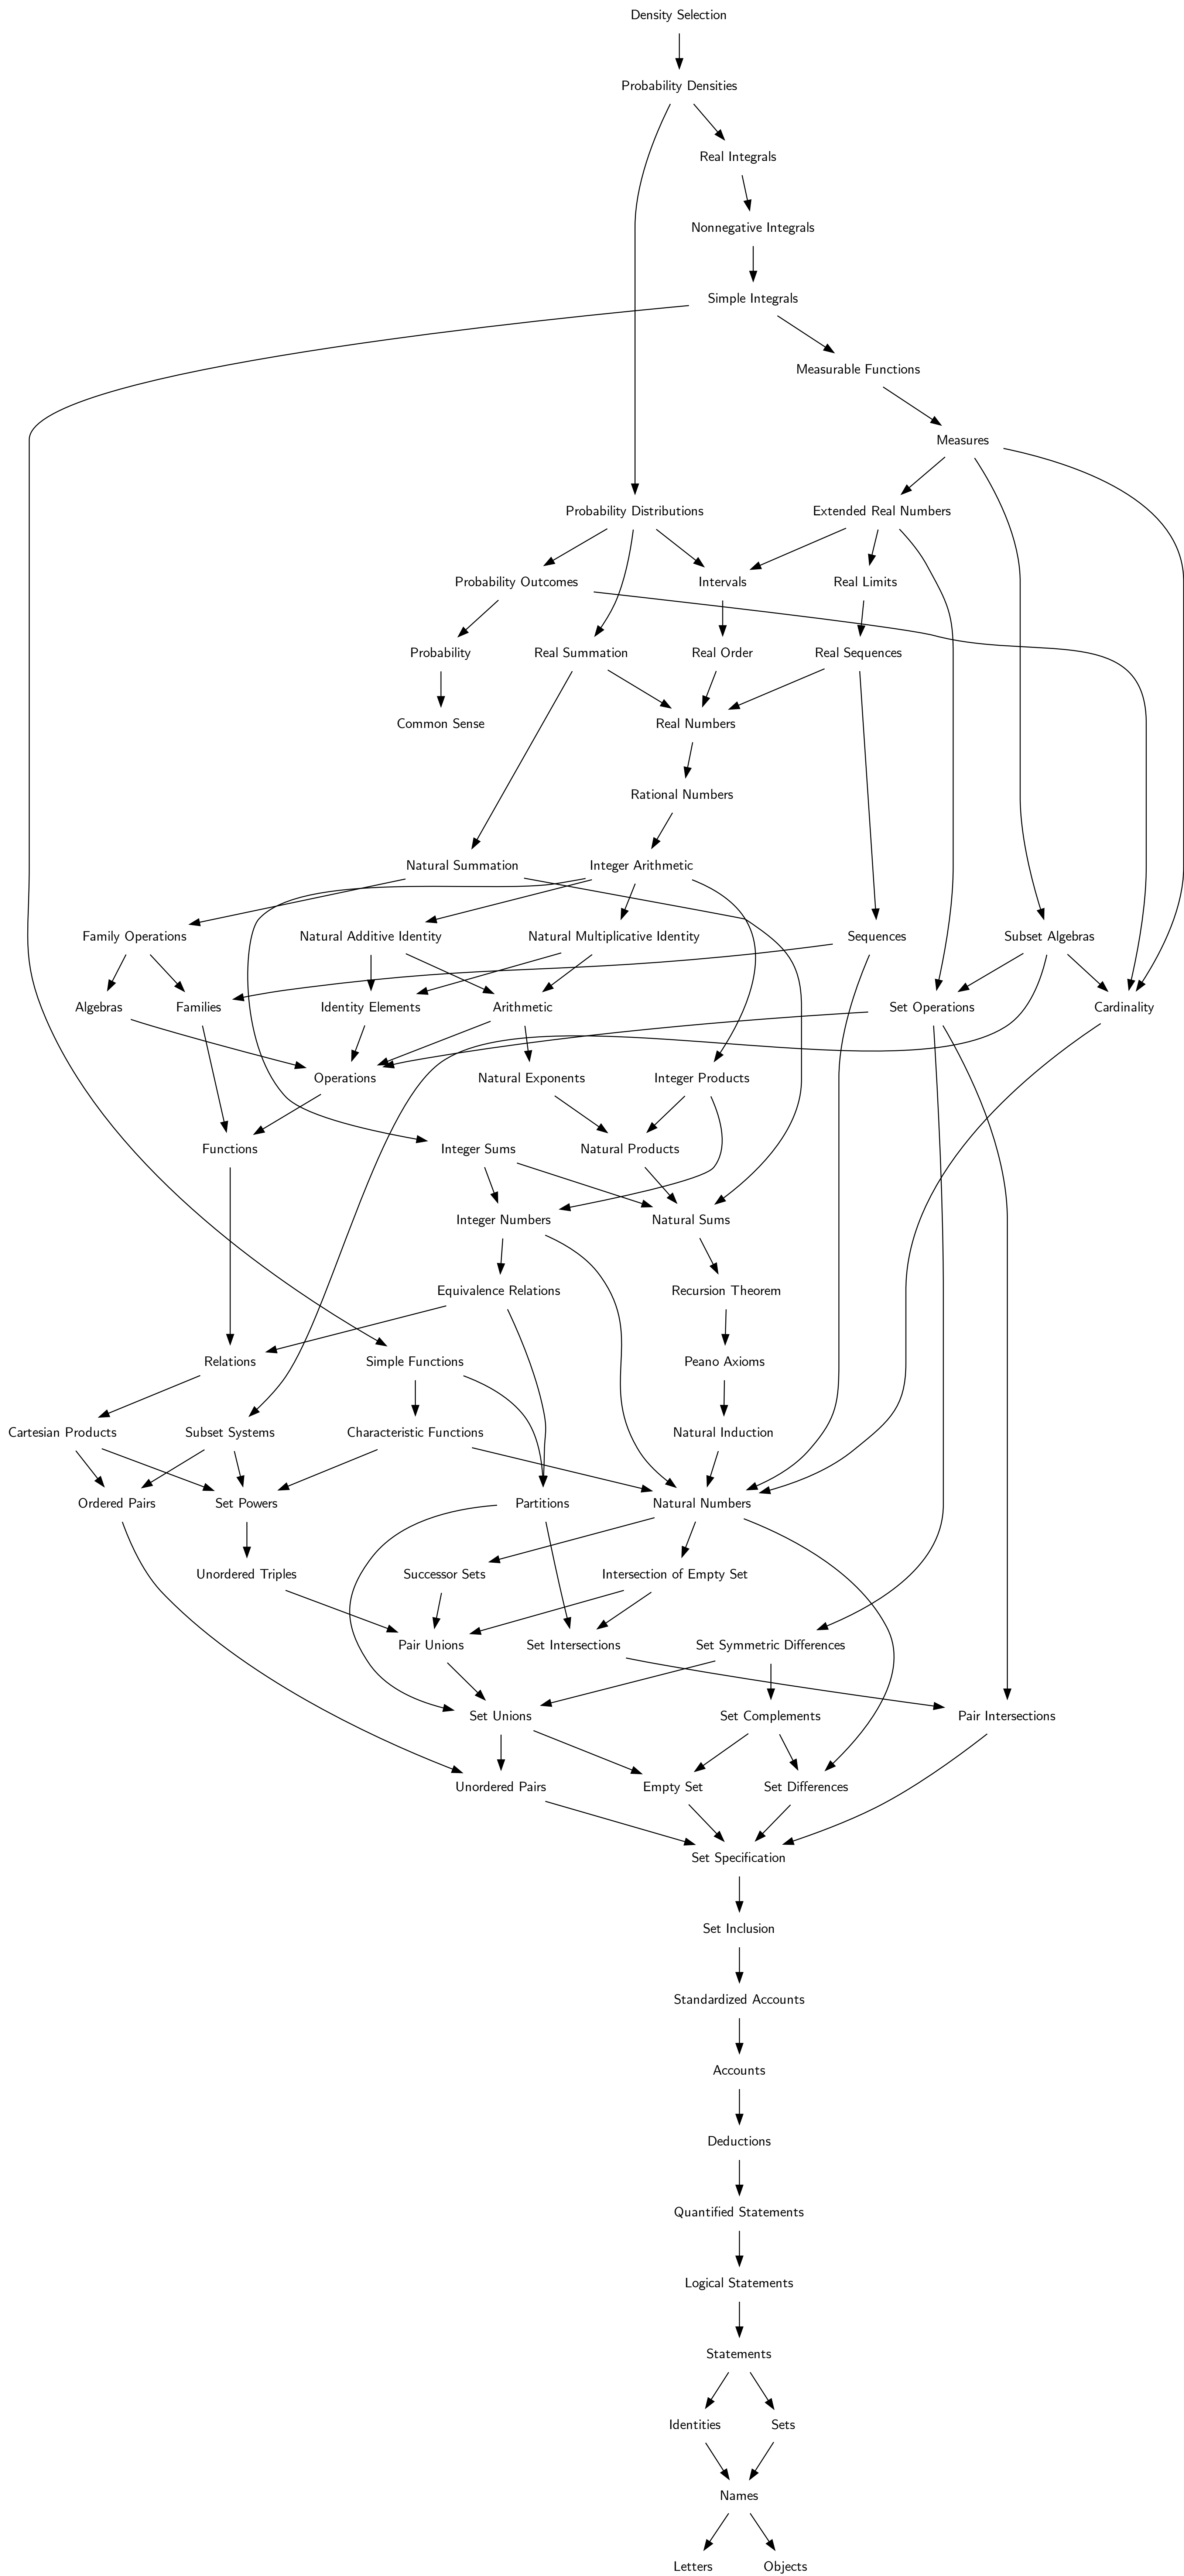 Density Selection
Probability Densities
Real Integrals
Nonnegative Integrals
Simple Integrals
Measurable Functions
Measures
Probability Distributions
Extended Real Numbers
Probability Outcomes
Intervals
Real Limits
Probability
Real Summation
Real Order
Real Sequences
Common Sense
Real Numbers
Rational Numbers
Natural Summation
Integer Arithmetic
Family Operations
Natural Additive Identity
Natural Multiplicative Identity
Sequences
Subset Algebras
Algebras
Families
Identity Elements
Arithmetic
Set Operations
Cardinality
Operations
Natural Exponents
Integer Products
Functions
Integer Sums
Natural Products
Integer Numbers
Natural Sums
Equivalence Relations
Recursion Theorem
Relations
Simple Functions
Peano Axioms
Cartesian Products
Subset Systems
Characteristic Functions
Natural Induction
Ordered Pairs
Set Powers
Partitions
Natural Numbers
Unordered Triples
Successor Sets
Intersection of Empty Set
Pair Unions
Set Intersections
Set Symmetric Differences
Set Unions
Set Complements
Pair Intersections
Unordered Pairs
Empty Set
Set Differences
Set Specification
Set Inclusion
Standardized Accounts
Accounts
Deductions
Quantified Statements
Logical Statements
Statements
Identities
Sets
Names
Letters
Objects